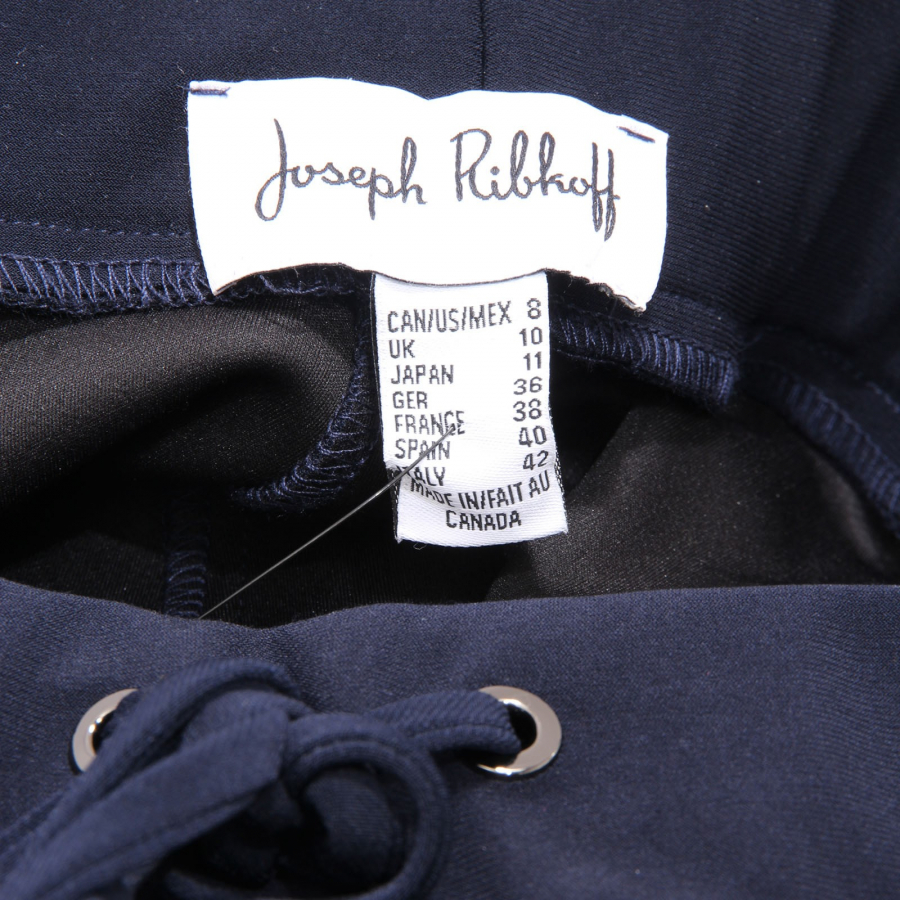 Joseph Ribkoff
CAN/US/MEX 8
UK 10
JAPAN 11
GER 36
FRANCE 38
SPAIN 40
ITALY 42
MADE IN/FAIT AU
CANADA